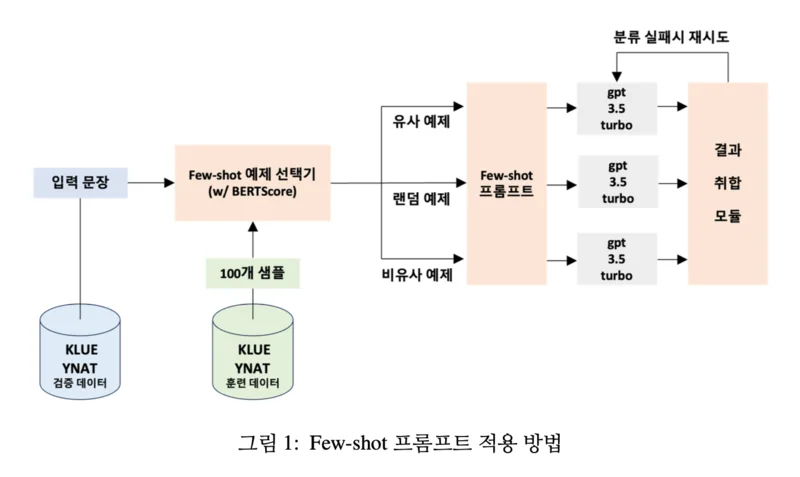 분류 실패시 재시도
입력 문장
Few-shot 예제 선택기
(w/ BERTScore)
100개 샘플
KLUE
YNAT
검증 데이터
KLUE
YNAT
훈련 데이터
유사 예제
랜덤 예제
비유사 예제
Few-shot
프롬프트
gpt
3.5
turbo
gpt
3.5
turbo
gpt
3.5
turbo
결과
취합
모듈
그림 1: Few-shot 프롬프트 적용 방법